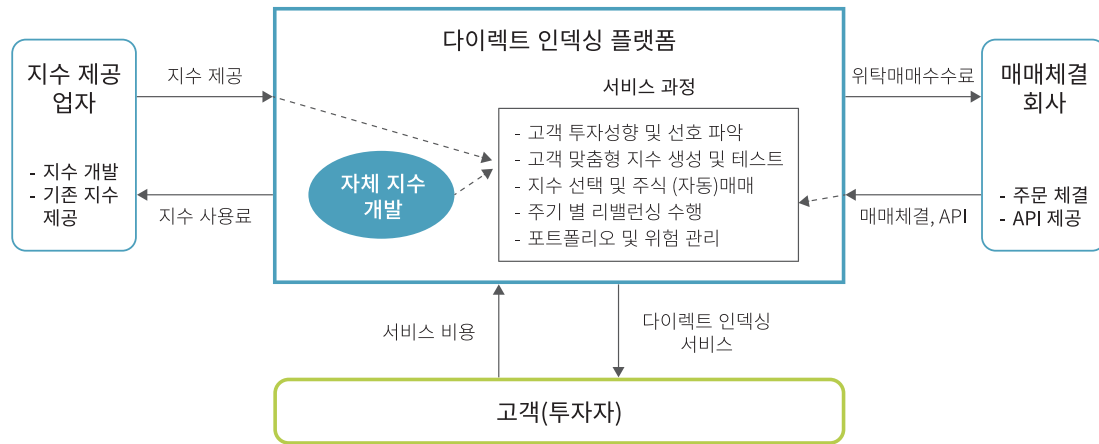 다이렉트 인덱싱 플랫폼
지수 제공
업자
- 지수 개발
- 기존 지수
제공
지수 제공
지수 사용료
자체 지수
개발
서비스 과정
- 고객 투자성향 및 선호 파악
- 고객 맞춤형 지수 생성 및 테스트
- 지수 선택 및 주식 (자동)매매
- 주기 별 리밸런싱 수행
- 포트폴리오 및 위험 관리
위탁매매수수료
매매체결, API
매매체결
회사
- 주문 체결
- API 제공
서비스 비용
다이렉트 인덱싱
서비스
고객(투자자)